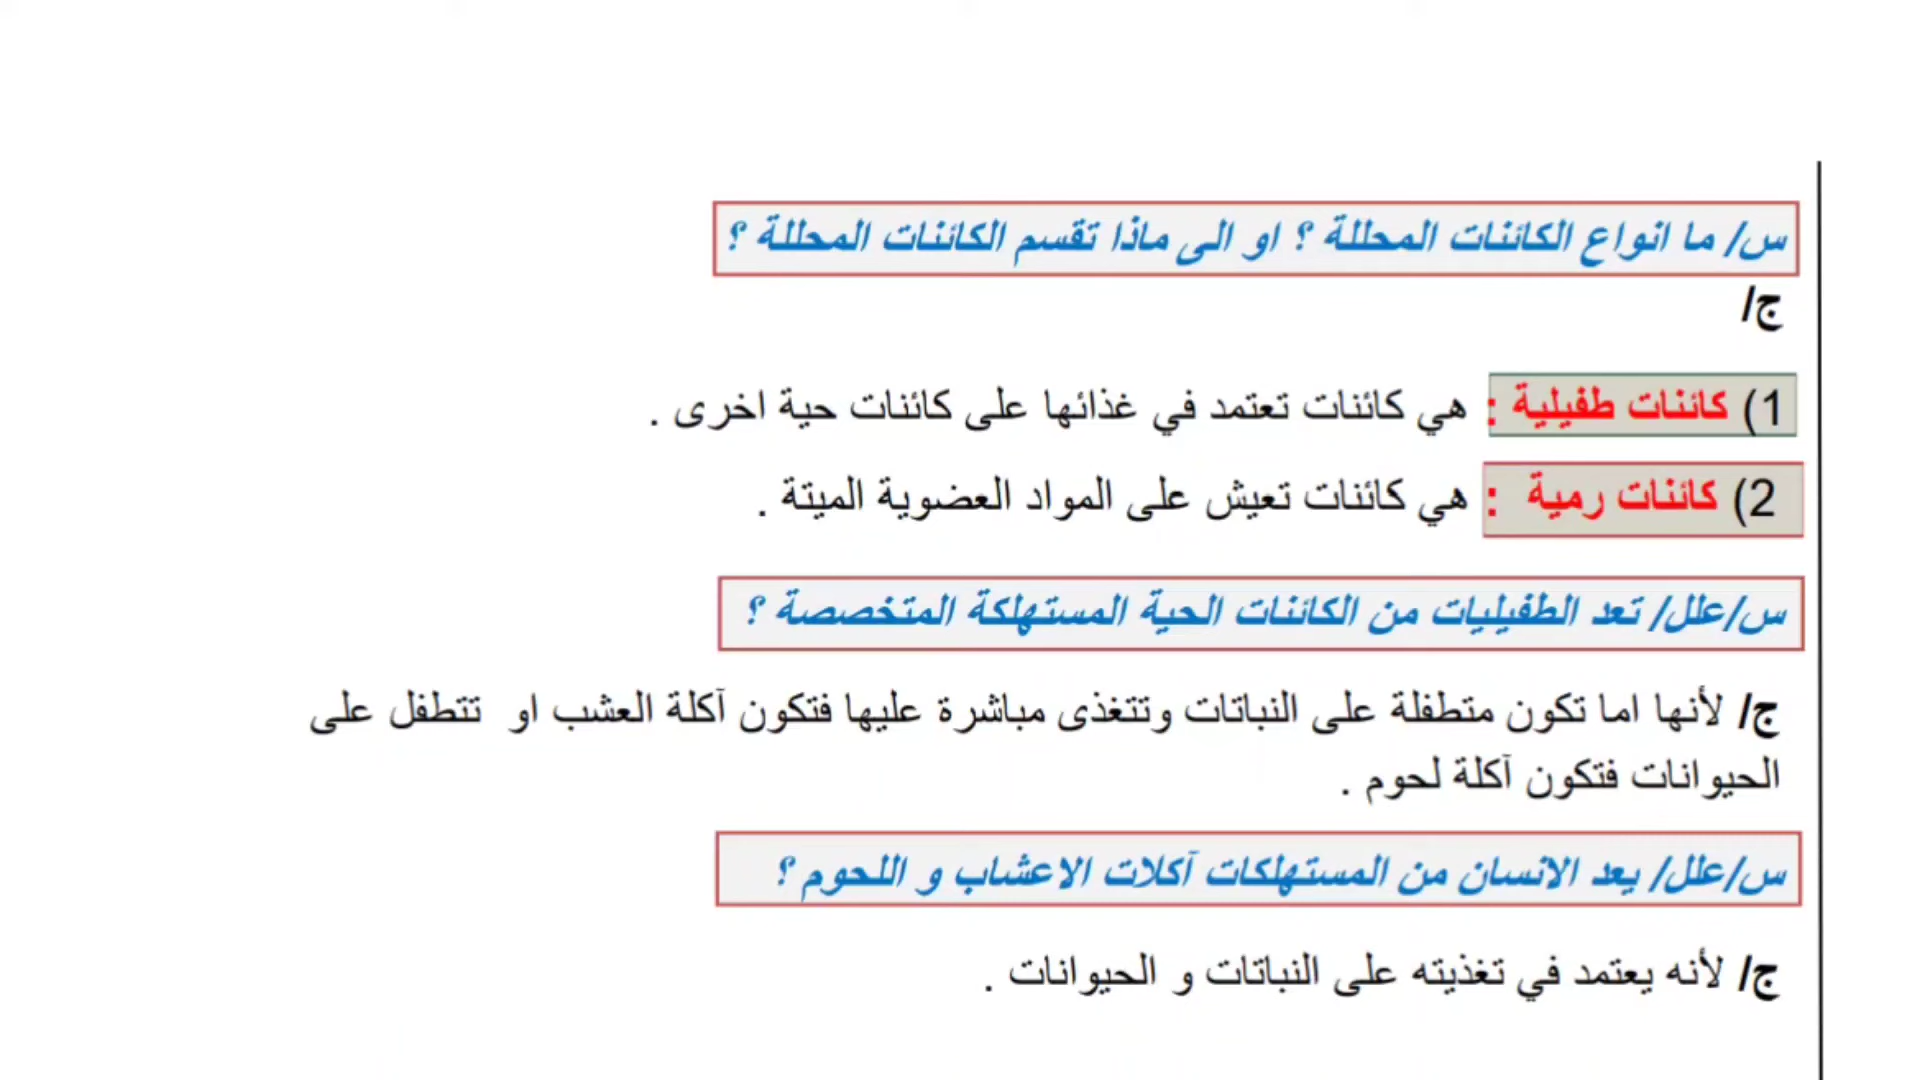 س/ ما انواع الكائنات المحللة ؟ او الى ماذا تقسم الكائنات المحللة ؟
ج/
1) كائنات طفيلية : هي كائنات تعتمد في غذائها على كائنات حية اخرى .
2) كائنات رمية : هي كائنات تعيش على المواد العضوية الميتة .
س/علل/ تعد الطفيليات من الكائنات الحية المستهلكة المتخصصة ؟
ج/ لأنها اما تكون متطفلة على النباتات وتتغذى مباشرة عليها فتكون آكلة العشب او تتطفل على
الحيوانات فتكون آكلة لحوم .
س/علل/ يعد الانسان من المستهلكات آكلات الاعشاب و اللحوم ؟
ج/ لأنه يعتمد في تغذيته على النباتات و الحيوانات .